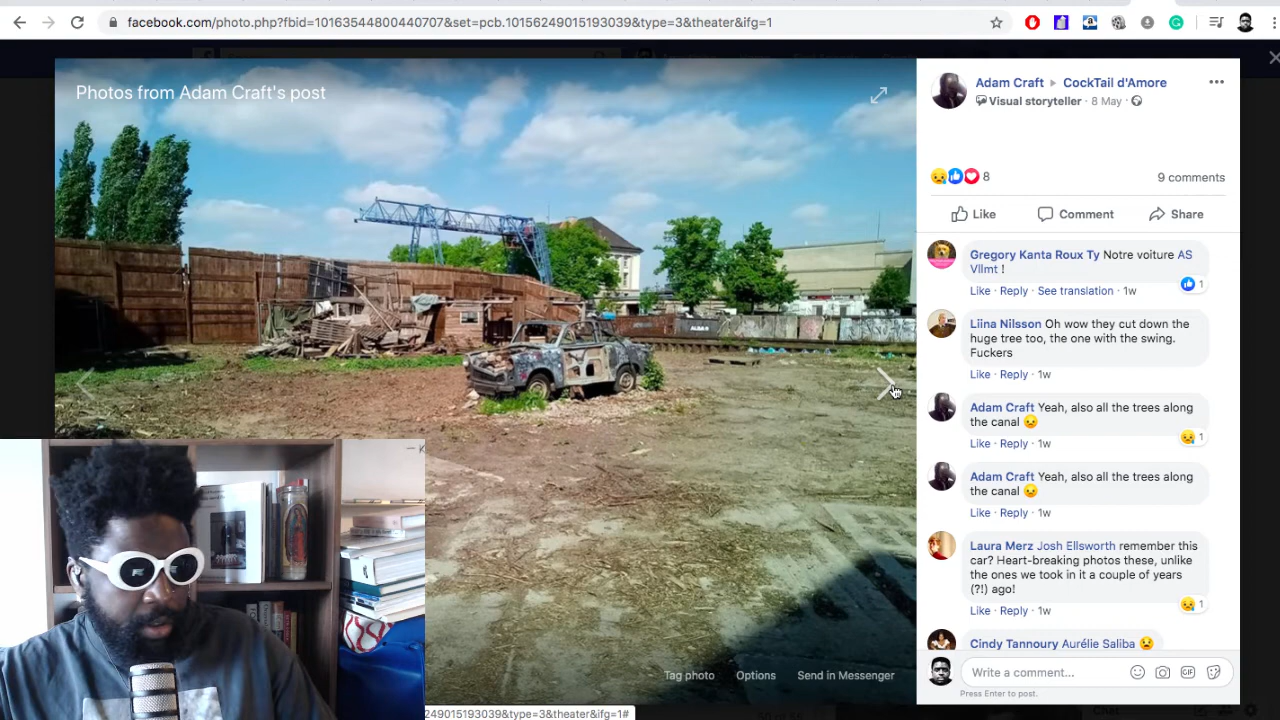 facebook.com/photo.php?fbid=10163544800440707&set=pcb.10156249015193039&type=3&theater&ifg=1
Photos from Adam Craft's post
Adam Craft ▸ CockTail d'Amore
Visual storyteller · 8 May ·
8
9 comments
Like
Comment
Share
Gregory Kanta Roux Ty Notre voiture AS
Vllmt !
Like · Reply · See translation · 1w
1
Liina Nilsson Oh wow they cut down the
huge tree too, the one with the swing.
Fuckers
Like · Reply · 1w
Adam Craft Yeah, also all the trees along
the canal 😟
1
Like · Reply · 1w
Adam Craft Yeah, also all the trees along
the canal 😟
Like · Reply · 1w
Laura Merz Josh Ellsworth remember this
car? Heart-breaking photos these, unlike
the ones we took in it a couple of years
(?!) ago!
Like · Reply · 1w
1
Cindy Tannoury Aurélie Saliba 😢
Write a comment...
GIF
Press Enter to post.
Tag photo
Options
Send in Messenger
249015193039&type=3&theater&ifg=1#